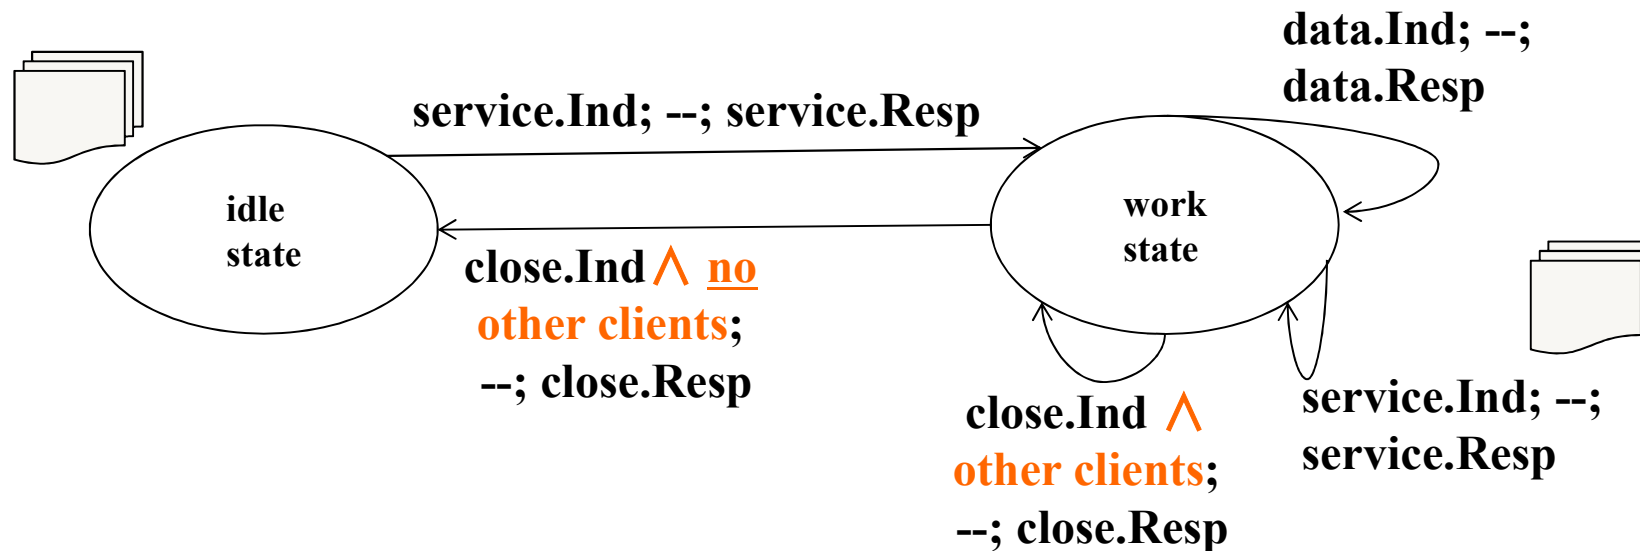 data.Ind; --;
data.Resp
service.Ind; --; service.Resp
idle
state
work
state
close.Ind ∧ no
other clients;
--; close.Resp
close.Ind ∧
other clients;
--; close.Resp
service.Ind; --;
service.Resp